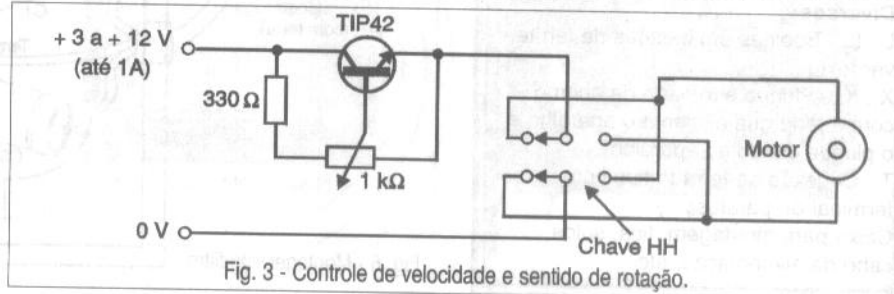 TIP42
+ 3 a + 12 V
(até 1A)
330 Ω
1 kΩ
Motor
0 V
Chave HH
Fig. 3 - Controle de velocidade e sentido de rotação.